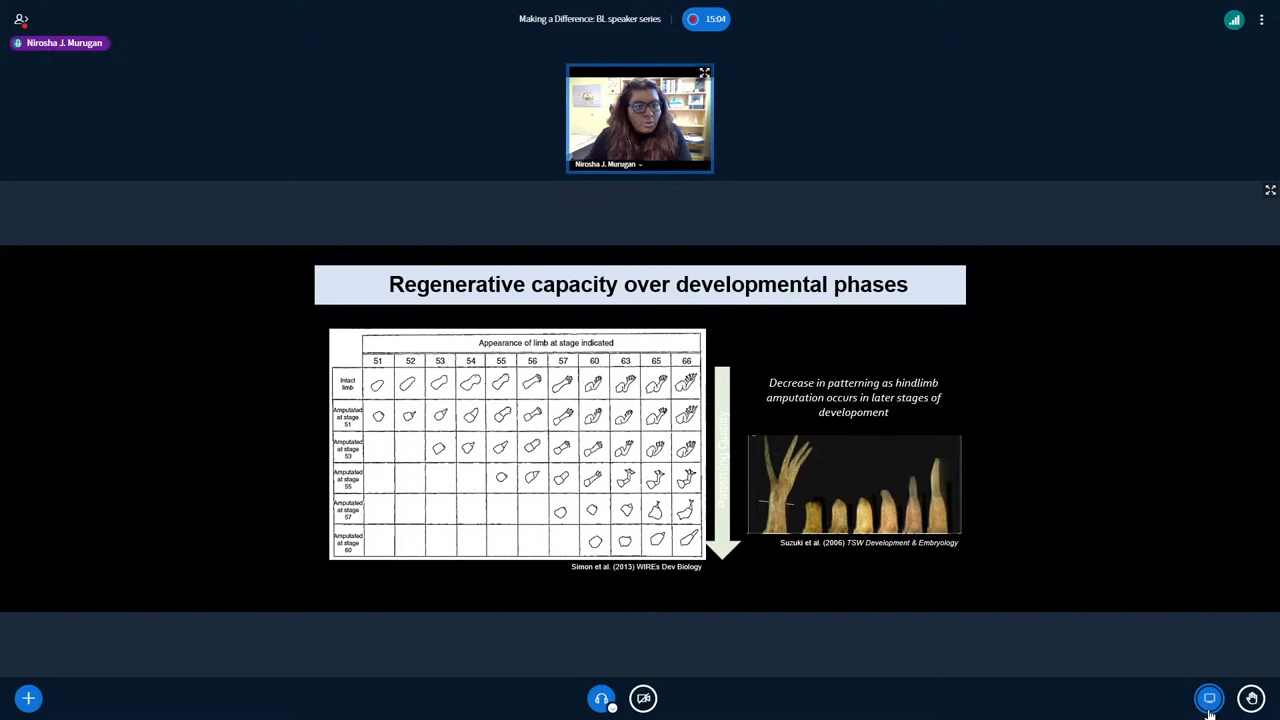 Making a Difference: BL speaker series
15:04
Nirosha J. Murugan
Nirosha J. Murugan
Regenerative capacity over developmental phases
Appearance of limb at stage indicated
51 52 53 54 55 56 57 60 63 65 66
Intact
limb
Amputated
at stage
51
Amputated
at stage
53
Amputated
at stage
55
Amputated
at stage
57
Amputated
at stage
60
Simon et al. (2013) WIREs Dev Biology
Decrease in patterning as hindlimb
amputation occurs in later stages of
developoment
Suzuki et al. (2006) TSW Development & Embryology